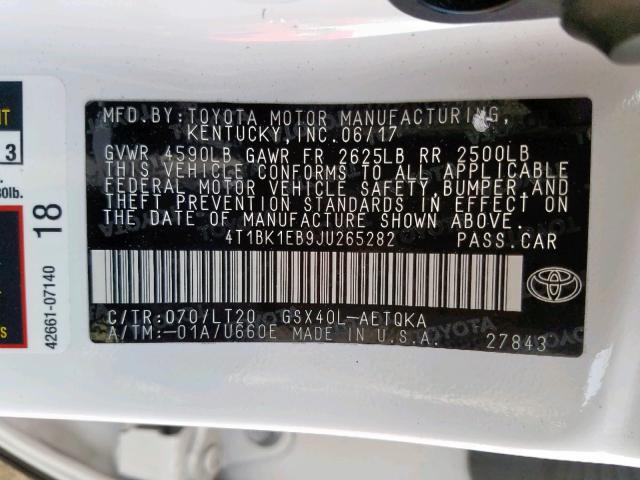 MFD.BY: TOYOTA MOTOR MANUFACTURING,
KENTUCKY, INC. 06/17
GVWR 4590LB GAWR FR 2625LB RR 2500LB
THIS VEHICLE CONFORMS TO ALL APPLICABLE
FEDERAL MOTOR VEHICLE SAFETY, BUMPER AND
THEFT PREVENTION STANDARDS IN EFFECT ON
THE DATE OF MANUFACTURE SHOWN ABOVE.
4T1BK1EB9JU265282 PASS.CAR
C/TR:070/LT20 GSX40L-AETQKA
A/TM:-01A/U660E MADE IN U.S.A.
27843
TOYOTA
18
42661-07140
3